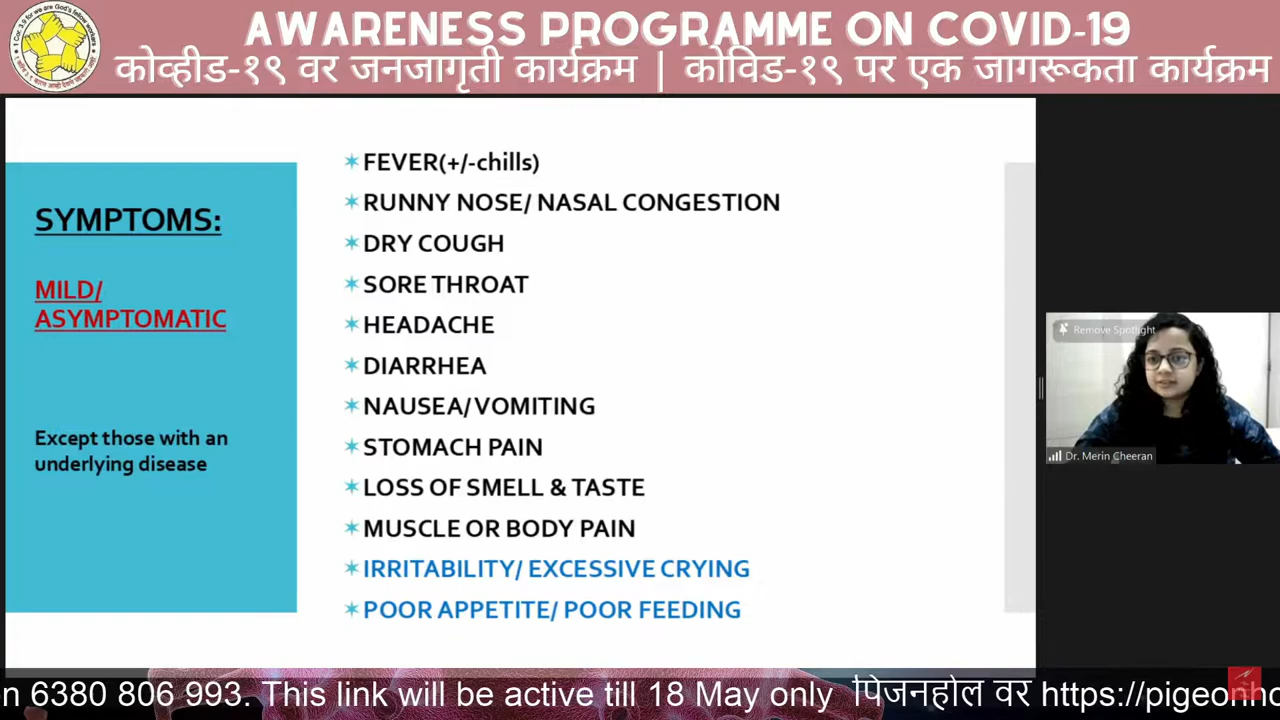 AWARENESS PROGRAMME ON COVID-19
कोव्हीड-१९ वर जनजागृती कार्यक्रम | कोविड-१९ पर एक जागरूकता कार्यक्रम
SYMPTOMS:
MILD/
ASYMPTOMATIC
Except those with an
underlying disease
FEVER(+/-chills)
RUNNY NOSE/ NASAL CONGESTION
DRY COUGH
SORE THROAT
HEADACHE
DIARRHEA
NAUSEA/ VOMITING
STOMACH PAIN
LOSS OF SMELL & TASTE
MUSCLE OR BODY PAIN
IRRITABILITY/ EXCESSIVE CRYING
POOR APPETITE/ POOR FEEDING
Remove Spotlight
Dr. Merin Cheeran
n 6380 806 993. This link will be active till 18 May only पिजनहोल वर https://pigeonho